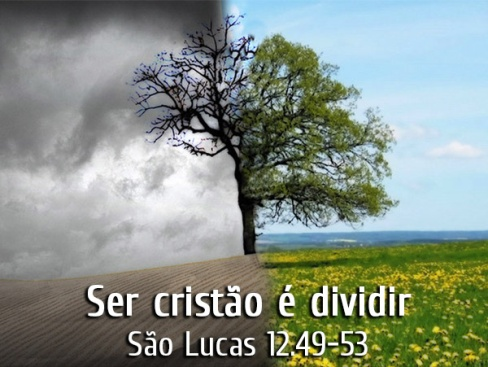 Ser cristão é dividir
São Lucas 12.49-53